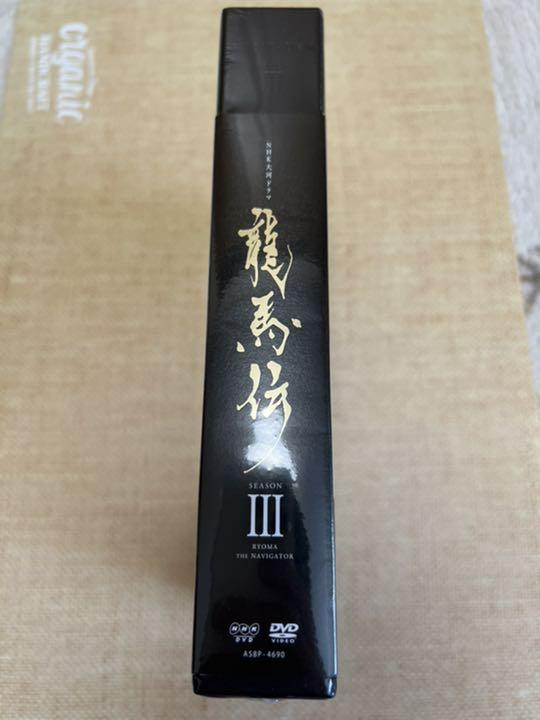 organic
NHK大河ドラマ
龍馬伝
SEASON
III
RYOMA
THE NAVIGATOR
NHK
DVD
DVD
VIDEO
ASBP-4690